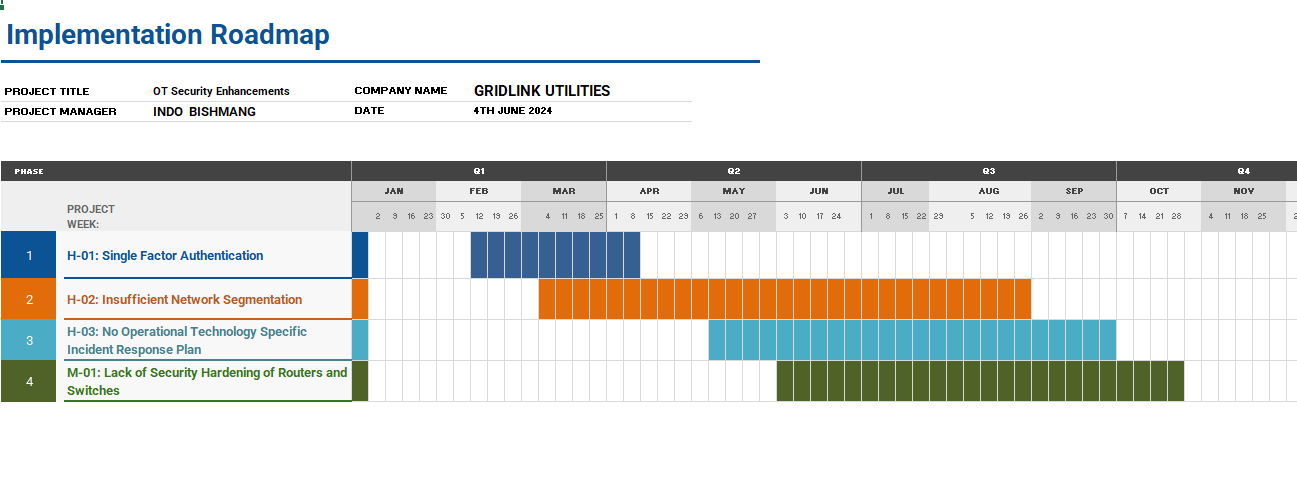 Implementation Roadmap
PROJECT TITLE OT Security Enhancements COMPANY NAME GRIDLINK UTILITIES
PROJECT MANAGER INDO BISHMANG DATE 4TH JUNE 2024
PHASE Q1 Q2 Q3 Q4
JAN FEB MAR APR MAY JUN JUL AUG SEP OCT NOV
PROJECT
WEEK:
2 9 16 23 30 5 12 19 26 4 11 18 25 1 8 15 22 29 6 13 20 27 3 10 17 24 1 8 15 22 29 5 12 19 26 2 9 16 23 30 7 14 21 28 4 11 18 25 2
1 H-01: Single Factor Authentication
2 H-02: Insufficient Network Segmentation
3 H-03: No Operational Technology Specific
Incident Response Plan
4 M-01: Lack of Security Hardening of Routers and
Switches